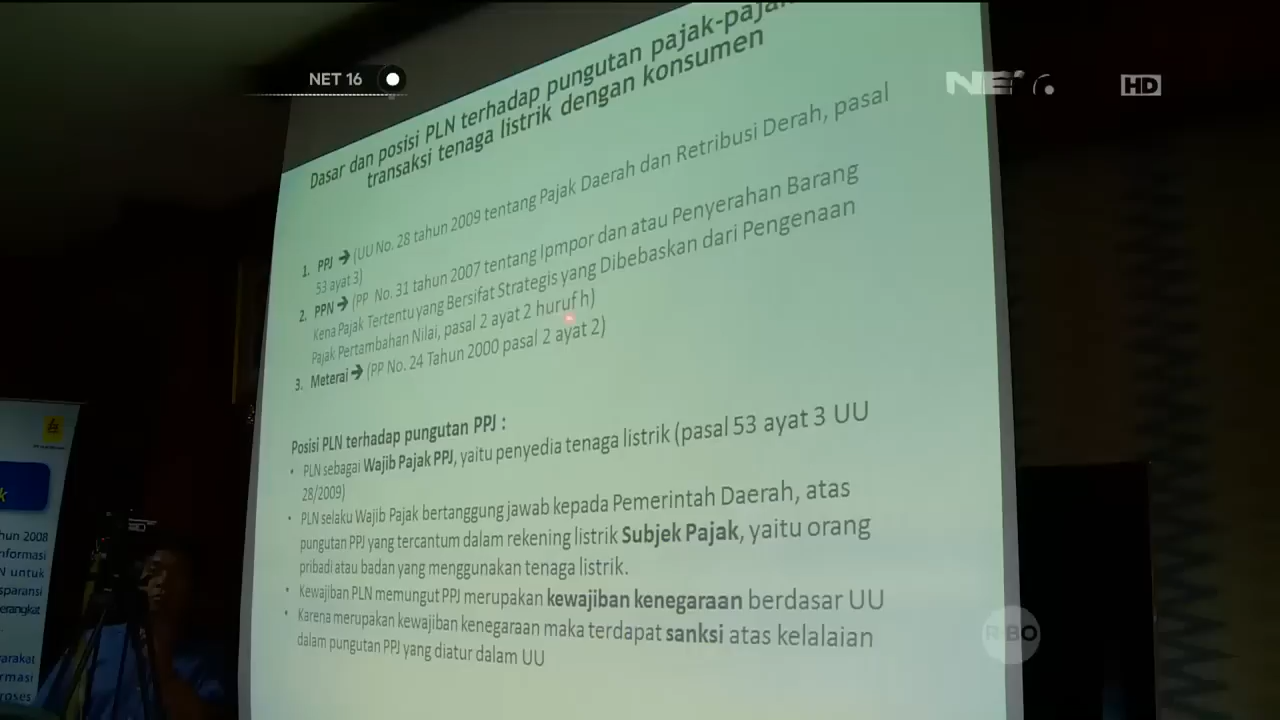 NET 16
HD
Dasar dan posisi PLN terhadap pungutan pajak-pajak
transaksi tenaga listrik dengan konsumen
1. PPJ → (UU No. 28 tahun 2009 tentang Pajak Daerah dan Retribusi Derah, pasal
53 ayat 3)
2. PPN → (PP No. 31 tahun 2007 tentang Ipmpor dan atau Penyerahan Barang
Kena Pajak Tertentu yang Bersifat Strategis yang Dibebaskan dari Pengenaan
Pajak Pertambahan Nilai, pasal 2 ayat 2 huruf h)
3. Meterai → (PP No. 24 Tahun 2000 pasal 2 ayat 2)
Posisi PLN terhadap pungutan PPJ :
• PLN sebagai Wajib Pajak PPJ, yaitu penyedia tenaga listrik (pasal 53 ayat 3 UU
28/2009)
• PLN selaku Wajib Pajak bertanggung jawab kepada Pemerintah Daerah, atas
pungutan PPJ yang tercantum dalam rekening listrik Subjek Pajak, yaitu orang
pribadi atau badan yang menggunakan tenaga listrik.
• Kewajiban PLN memungut PPJ merupakan kewajiban kenegaraan berdasar UU
• Karena merupakan kewajiban kenegaraan maka terdapat sanksi atas kelalaian
dalam pungutan PPJ yang diatur dalam UU
k
hun 2008
nformasi
N untuk
sparansi
erangkat
yarakat
rmasi
roses